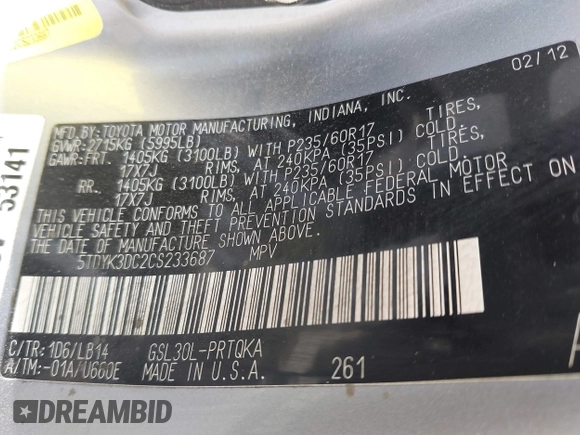 53141
02/12
MFD.BY: TOYOTA MOTOR MANUFACTURING, INDIANA, INC.
GVWR: 2715KG (5995LB)
GAWR:FRT. 1405KG (3100LB) WITH P235/60R17 TIRES,
17X7J RIMS, AT 240KPA (35PSI) COLD.
RR. 1405KG (3100LB) WITH P235/60R17 TIRES,
17X7J RIMS, AT 240KPA (35PSI) COLD.
THIS VEHICLE CONFORMS TO ALL APPLICABLE FEDERAL MOTOR
VEHICLE SAFETY AND THEFT PREVENTION STANDARDS IN EFFECT ON
THE DATE OF MANUFACTURE SHOWN ABOVE.
5TDYK3DC2CS233687 MPV
C/TR: 1D6/LB14 GSL30L-PRTQKA
A/TM: -01A/U660E MADE IN U.S.A. 261
DREAMBID